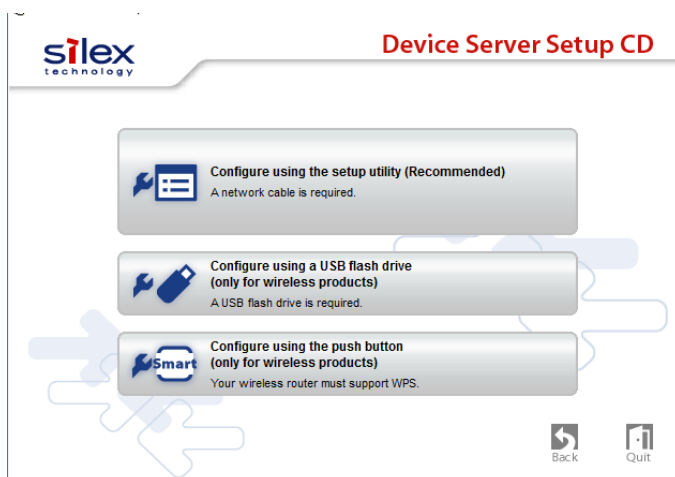 silex
technology
Device Server Setup CD
Configure using the setup utility (Recommended)
A network cable is required.
Configure using a USB flash drive
(only for wireless products)
A USB flash drive is required.
Smart
Configure using the push button
(only for wireless products)
Your wireless router must support WPS.
Back
Quit